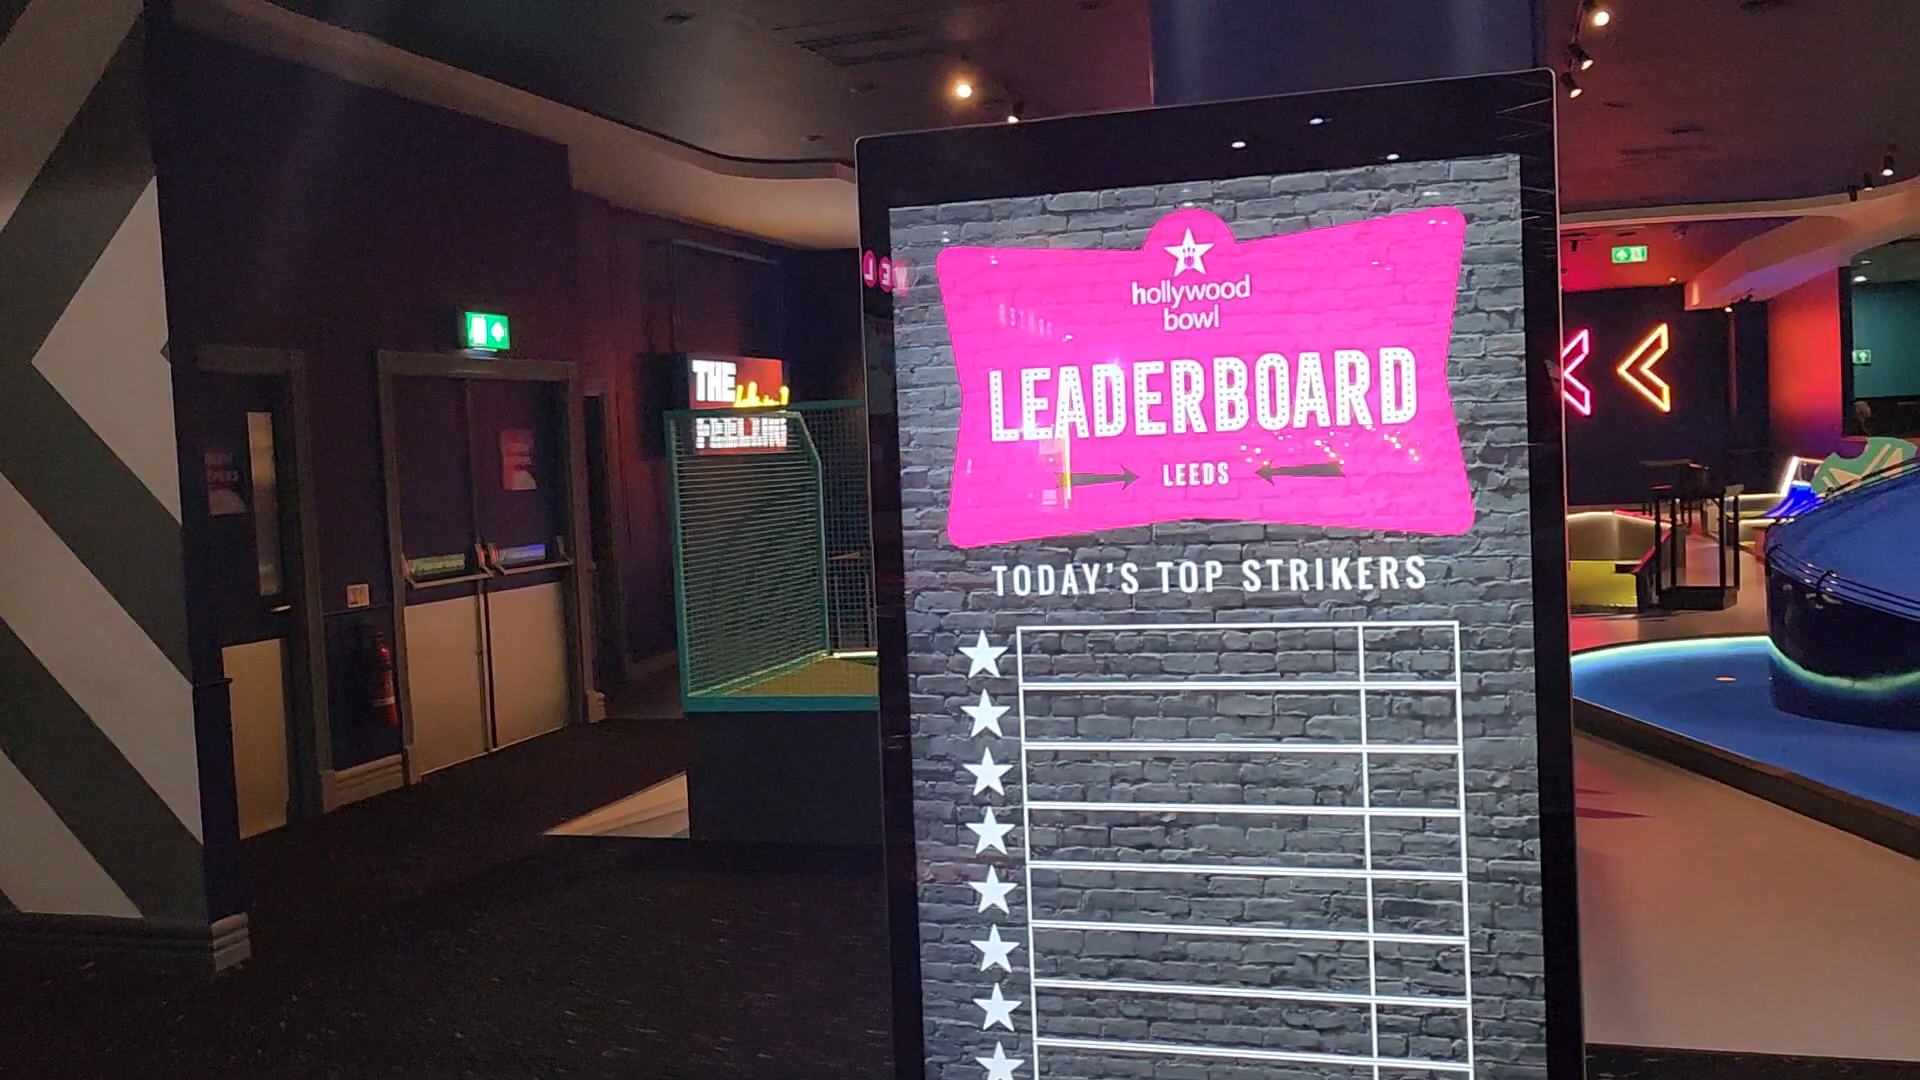 THE
hollywood
bowl
LEADERBOARD
LEEDS
TODAY'S TOP STRIKERS